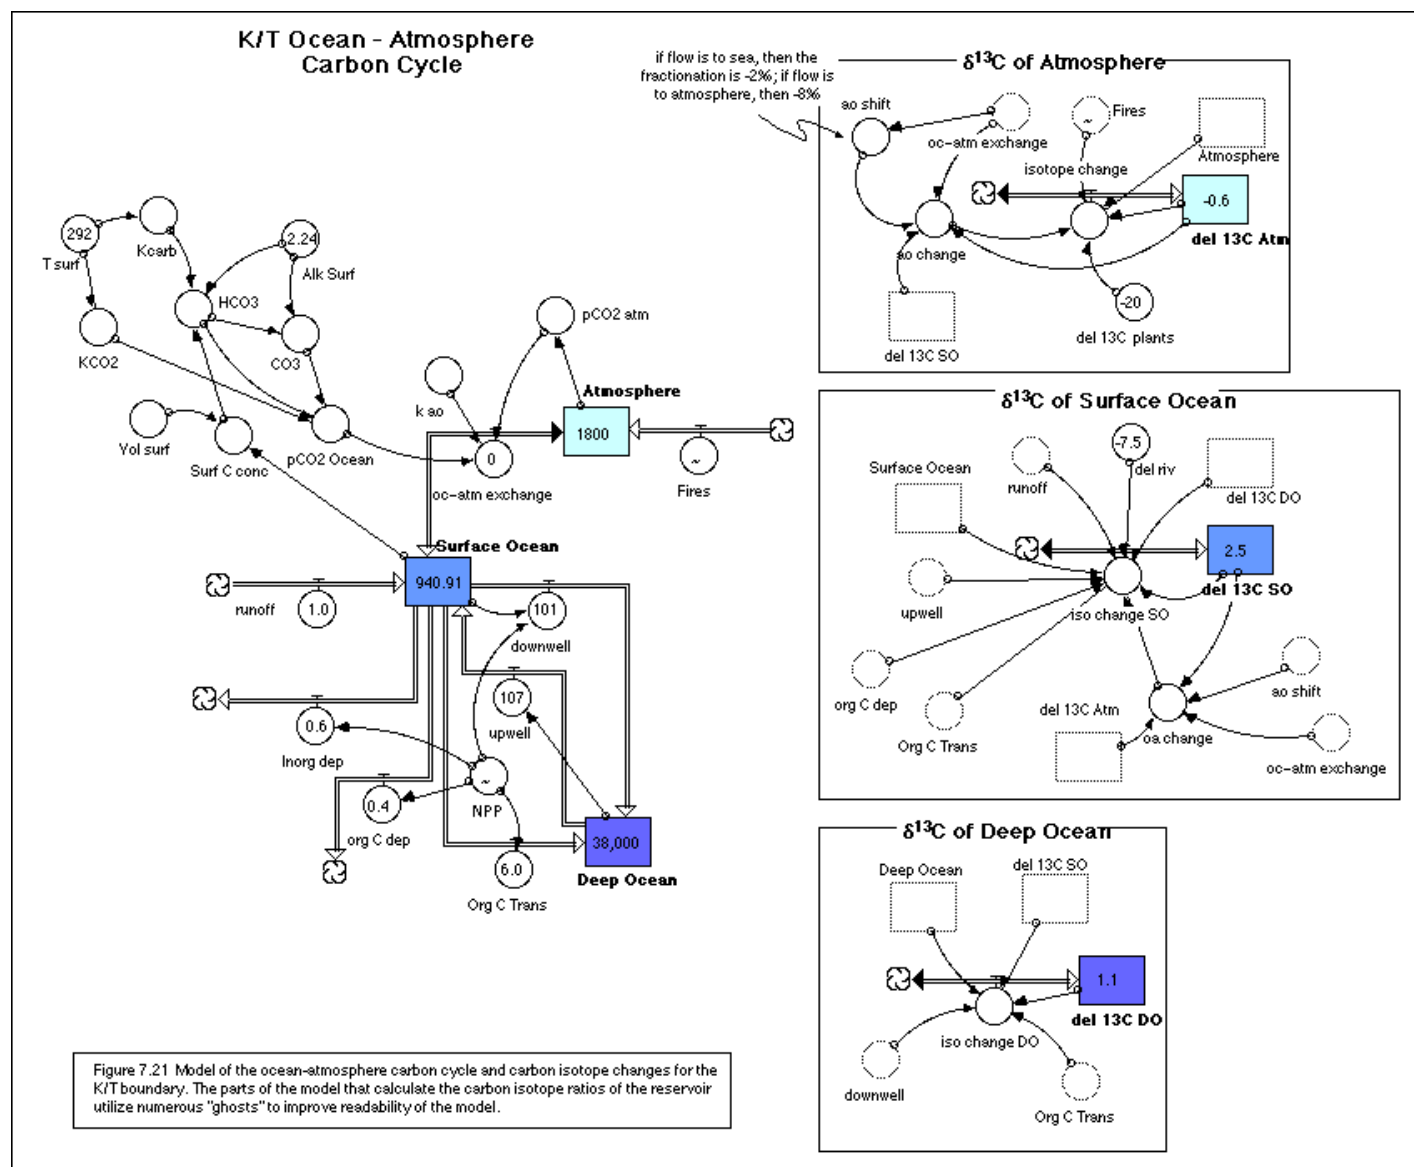 K/T Ocean - Atmosphere
Carbon Cycle
if flow is to sea, then the
fractionation is -2%; if flow is
to atmosphere, then -8%
δ13C of Atmosphere
ao shift
oc-atm exchange
Fires
~
Atmosphere
isotope change
-0.6
del 13C Atm
ao change
-20
del 13C SO
del 13C plants
292
T surf
Kcarb
2.24
Alk Surf
HCO3
KCO2
CO3
pCO2 atm
Vol surf
Surf C conc
pCO2 Ocean
k ao
0
oc-atm exchange
Atmosphere
1800
~
Fires
Surface Ocean
940.91
runoff
1.0
101
downwell
107
upwell
0.6
Inorg dep
0.4
org C dep
~
NPP
6.0
Org C Trans
38,000
Deep Ocean
δ13C of Surface Ocean
Surface Ocean
runoff
-7.5
del riv
del 13C DO
2.5
del 13C SO
upwell
iso change SO
org C dep
Org C Trans
del 13C Atm
oa change
ao shift
oc-atm exchange
δ13C of Deep Ocean
Deep Ocean
del 13C SO
1.1
del 13C DO
iso change DO
downwell
Org C Trans
Figure 7.21 Model of the ocean-atmosphere carbon cycle and carbon isotope changes for the
K/T boundary. The parts of the model that calculate the carbon isotope ratios of the reservoir
utilize numerous "ghosts" to improve readability of the model.